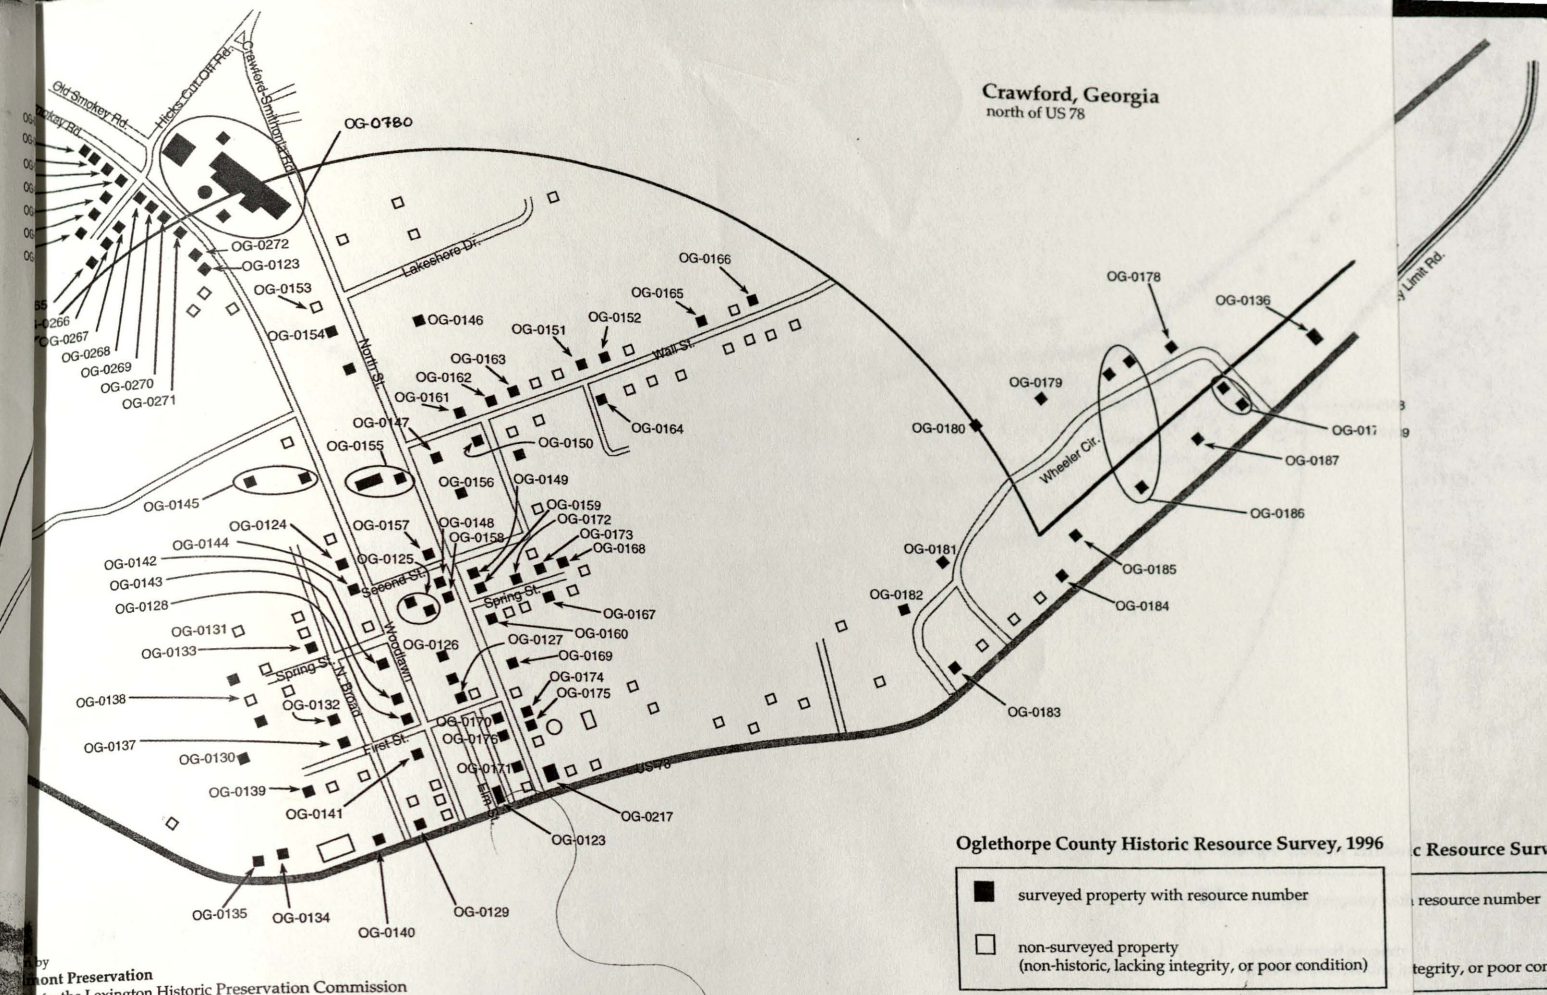 Crawford, Georgia
north of US 78
Hicks Cut Off Rd.
Crawford-Smithonia Rd.
Old Smokey Rd.
OG-0780
OG-0272
OG-0123
OG-0153
OG-0154
OG-0146
Lakeshore Dr.
OG-0166
OG-0165
OG-0152
OG-0151
Wall St.
North St.
OG-0163
OG-0162
OG-0161
OG-0164
OG-0147
OG-0150
OG-0155
OG-0156
OG-0149
OG-0145
-0266
OG-0267
OG-0268
OG-0269
OG-0270
OG-0271
OG-0178
OG-0136
OG-0179
OG-0180
Wheeler Cir.
OG-0187
OG-0186
OG-0185
OG-0184
OG-0181
OG-0182
OG-0183
Limit Rd.
OG-0124
OG-0144
OG-0142
OG-0143
OG-0128
OG-0157
OG-0148
OG-0158
OG-0159
OG-0172
OG-0173
OG-0168
OG-0125
Second St.
Spring St.
OG-0167
OG-0160
OG-0127
OG-0126
Woodlawn
OG-0169
OG-0174
OG-0175
OG-0131
OG-0133
Spring St.
N. Broad
OG-0138
OG-0132
OG-0137
OG-0130
First St.
OG-0139
OG-0141
OG-0170
OG-0176
OG-0171
Elm St.
US 78
OG-0217
OG-0123
OG-0135
OG-0134
OG-0140
OG-0129
Oglethorpe County Historic Resource Survey, 1996
surveyed property with resource number
non-surveyed property
(non-historic, lacking integrity, or poor condition)
c Resource Surv
resource number
tegrity, or poor con
by
mont Preservation
the Lexington Historic Preservation Commission